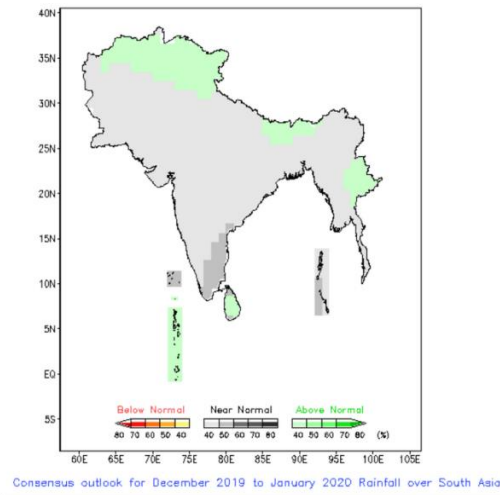 40N
35N
30N
25N
20N
15N
10N
5N
EQ
5S
Below Normal Near Normal Above Normal
80 70 60 50 40 40 50 60 70 80 40 50 60 70 80 (%)
60E 65E 70E 75E 80E 85E 90E 95E 100E 105E
Consensus outlook for December 2019 to January 2020 Rainfall over South Asia